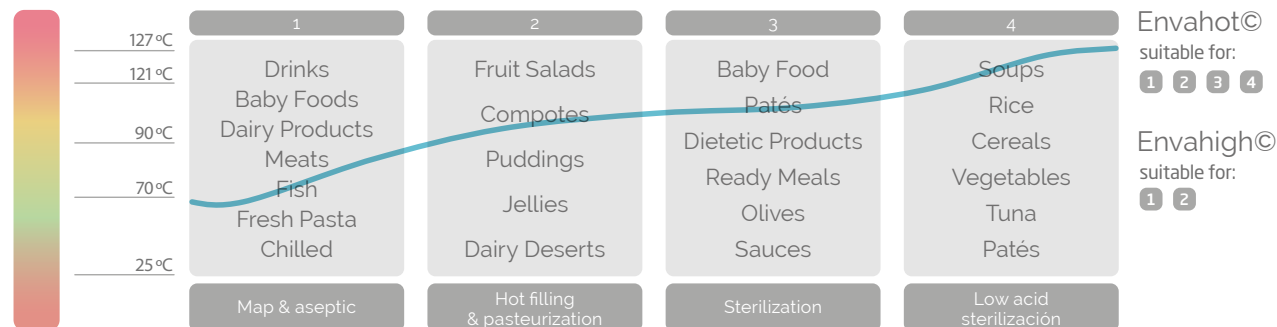 127 ºC
121 ºC
90 ºC
70 ºC
25 ºC
1
Drinks
Baby Foods
Dairy Products
Meats
Fish
Fresh Pasta
Chilled
Map & aseptic
2
Fruit Salads
Compotes
Puddings
Jellies
Dairy Deserts
Hot filling
& pasteurization
3
Baby Food
Patés
Dietetic Products
Ready Meals
Olives
Sauces
Sterilization
4
Soups
Rice
Cereals
Vegetables
Tuna
Patés
Low acid
sterilización
Envahot©
suitable for:
1 2 3 4
Envahigh©
suitable for:
1 2